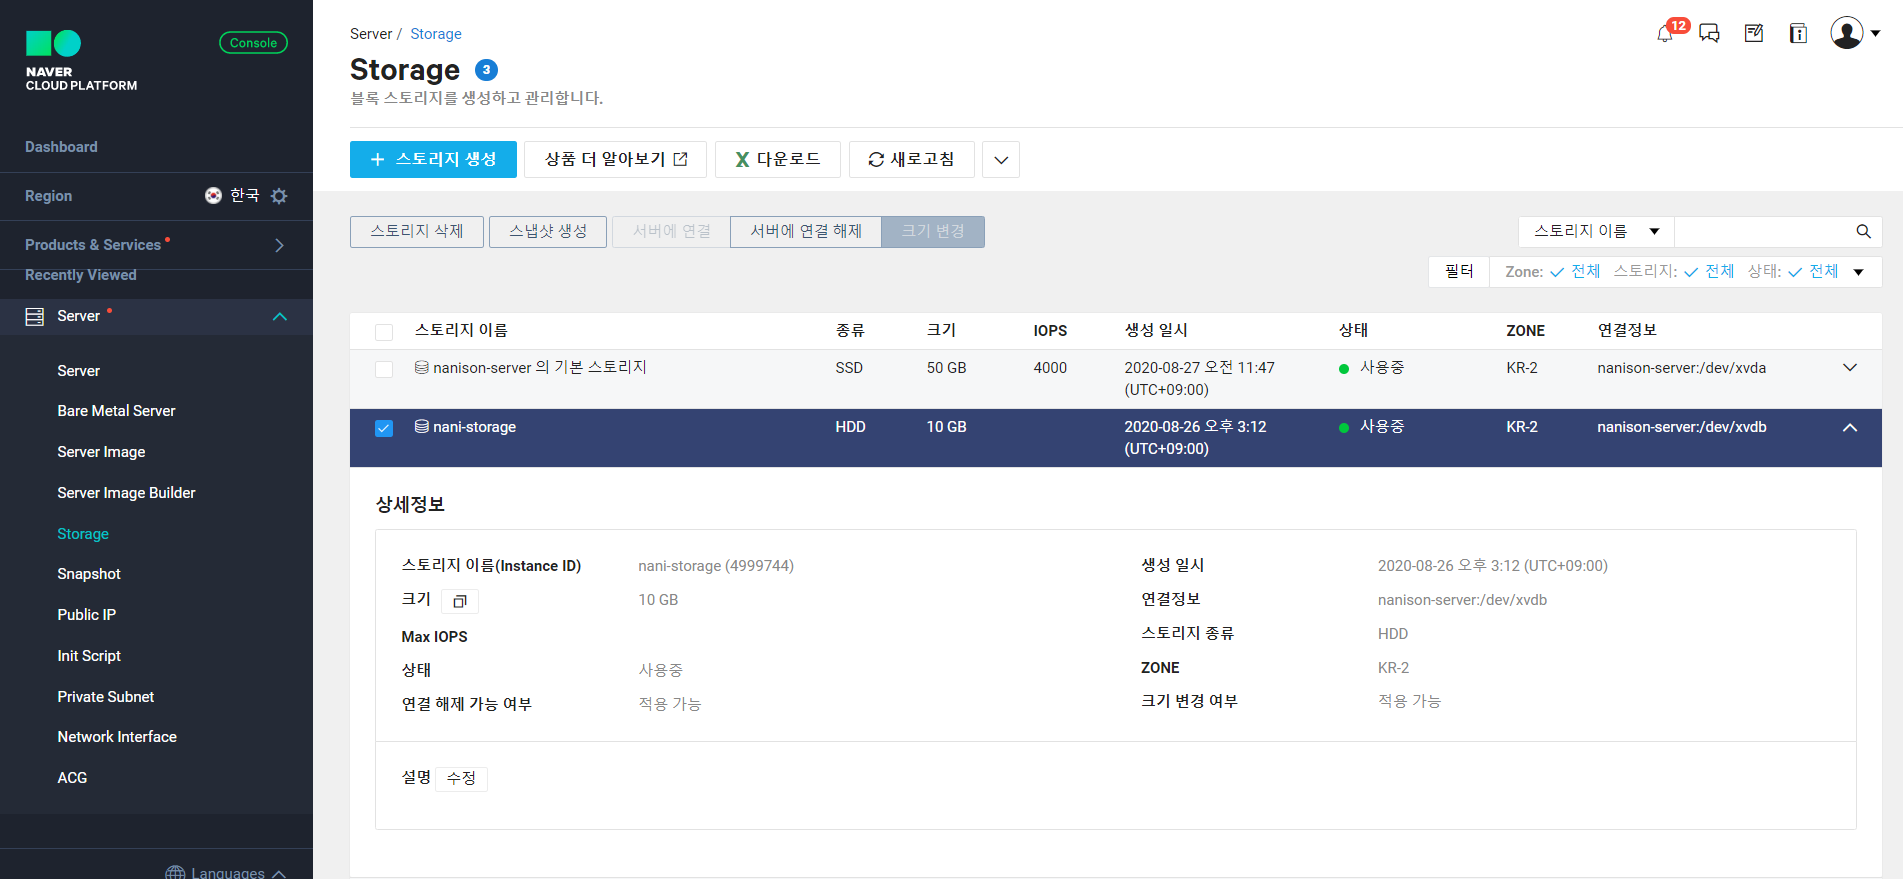 NAVER
CLOUD PLATFORM
Console
Dashboard
Region 한국
Products & Services
Recently Viewed
Server
Server
Bare Metal Server
Server Image
Server Image Builder
Storage
Snapshot
Public IP
Init Script
Private Subnet
Network Interface
ACG
Languages
Server / Storage
12
Storage 3
블록 스토리지를 생성하고 관리합니다.
+ 스토리지 생성 상품 더 알아보기 다운로드 새로고침
스토리지 삭제 스냅샷 생성 서버에 연결 서버에 연결 해제 크기 변경 스토리지 이름
필터 Zone: 전체 스토리지: 전체 상태: 전체
스토리지 이름 종류 크기 IOPS 생성 일시 상태 ZONE 연결정보
nanison-server 의 기본 스토리지 SSD 50 GB 4000 2020-08-27 오전 11:47 사용중 KR-2 nanison-server:/dev/xvda
(UTC+09:00)
nani-storage HDD 10 GB 2020-08-26 오후 3:12 사용중 KR-2 nanison-server:/dev/xvdb
(UTC+09:00)
상세정보
스토리지 이름(Instance ID) nani-storage (4999744) 생성 일시 2020-08-26 오후 3:12 (UTC+09:00)
크기 10 GB 연결정보 nanison-server:/dev/xvdb
Max IOPS 스토리지 종류 HDD
상태 사용중 ZONE KR-2
연결 해제 가능 여부 적용 가능 크기 변경 여부 적용 가능
설명 수정